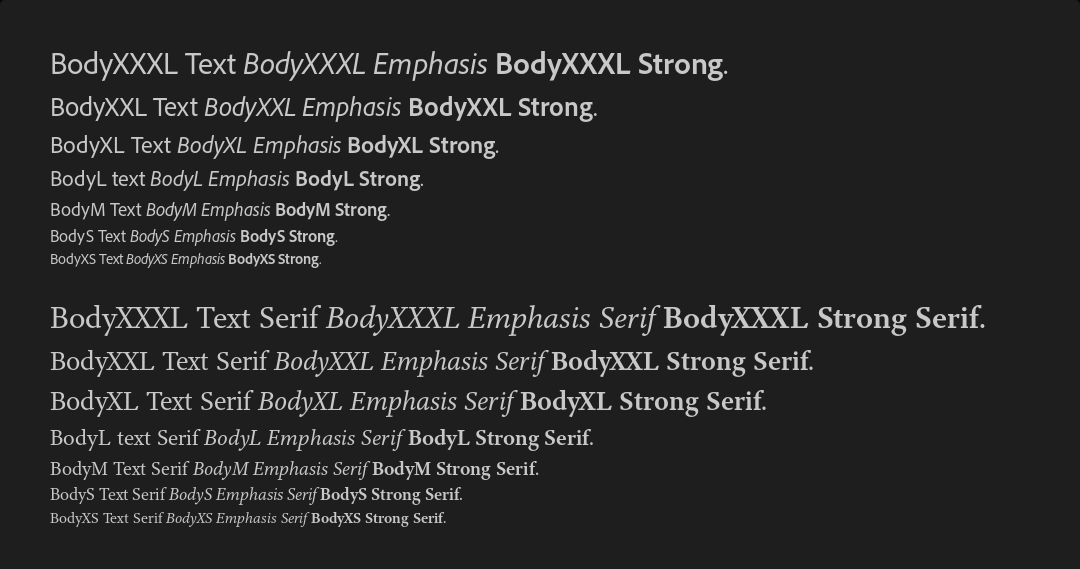 BodyXXXL Text BodyXXXL Emphasis BodyXXXL Strong.
BodyXXL Text BodyXXL Emphasis BodyXXL Strong.
BodyXL Text BodyXL Emphasis BodyXL Strong.
BodyL text BodyL Emphasis BodyL Strong.
BodyM Text BodyM Emphasis BodyM Strong.
BodyS Text BodyS Emphasis BodyS Strong.
BodyXS Text BodyXS Emphasis BodyXS Strong.
BodyXXXL Text Serif BodyXXXL Emphasis Serif BodyXXXL Strong Serif.
BodyXXL Text Serif BodyXXL Emphasis Serif BodyXXL Strong Serif.
BodyXL Text Serif BodyXL Emphasis Serif BodyXL Strong Serif.
BodyL text Serif BodyL Emphasis Serif BodyL Strong Serif.
BodyM Text Serif BodyM Emphasis Serif BodyM Strong Serif.
BodyS Text Serif BodyS Emphasis Serif BodyS Strong Serif.
BodyXS Text Serif BodyXS Emphasis Serif BodyXS Strong Serif.